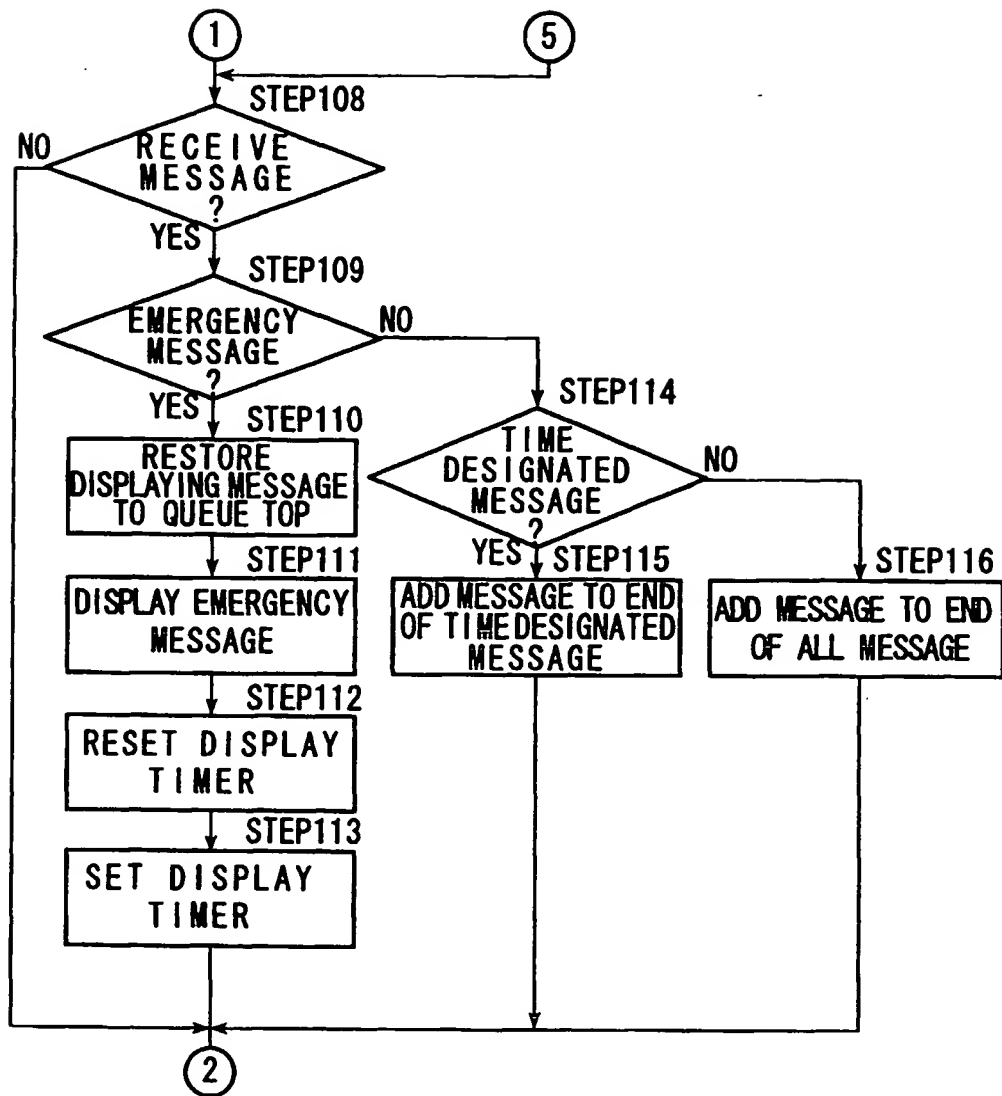 1
5
STEP108
NO
RECEIVE
MESSAGE
?
YES
STEP109
EMERGENCY
MESSAGE
?
NO
YES
STEP110
RESTORE
DISPLAYING MESSAGE
TO QUEUE TOP
STEP111
DISPLAY EMERGENCY
MESSAGE
STEP112
RESET DISPLAY
TIMER
STEP113
SET DISPLAY
TIMER
STEP114
TIME
DESIGNATED
MESSAGE
?
NO
YES
STEP115
ADD MESSAGE TO END
OF TIME DESIGNATED
MESSAGE
STEP116
ADD MESSAGE TO END
OF ALL MESSAGE
2